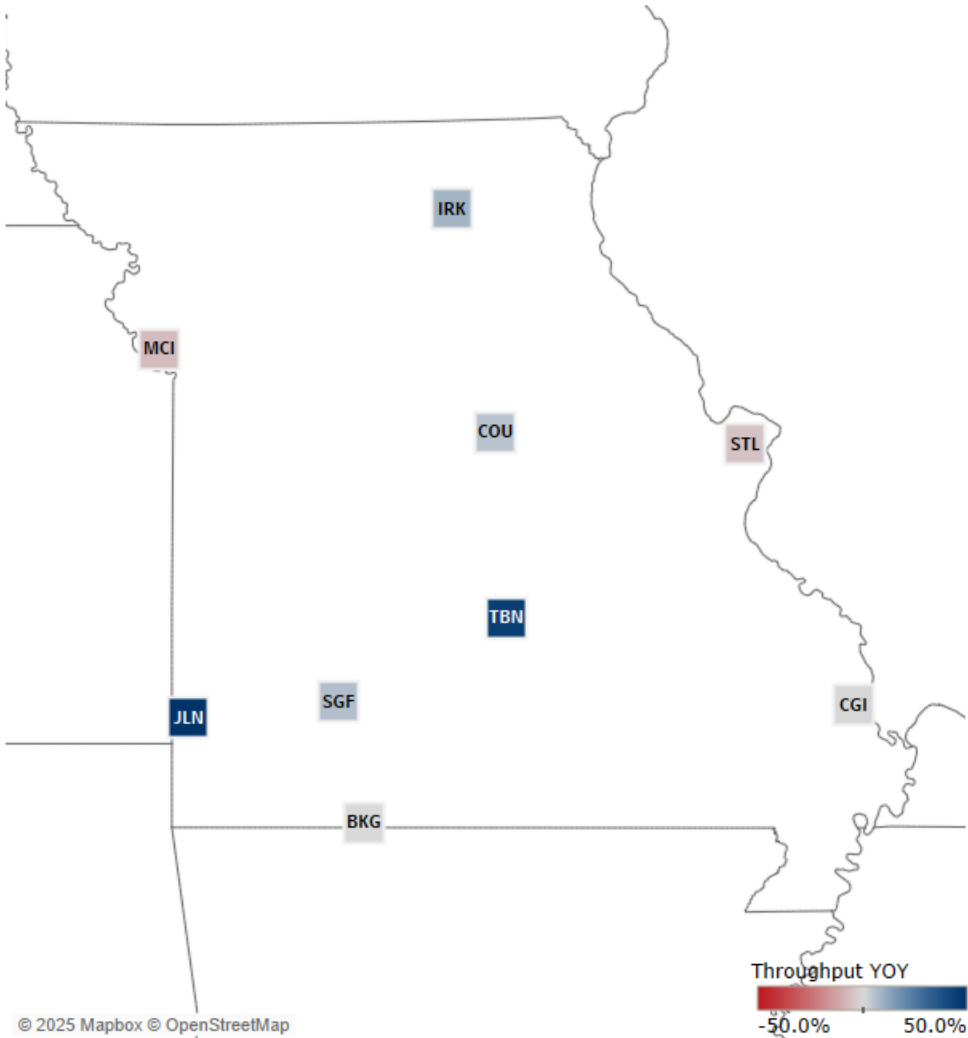 IRK
MCI
COU
STL
TBN
SGF
CGI
JLN
BKG
Throughput YOY
-50.0% 50.0%
© 2025 Mapbox © OpenStreetMap